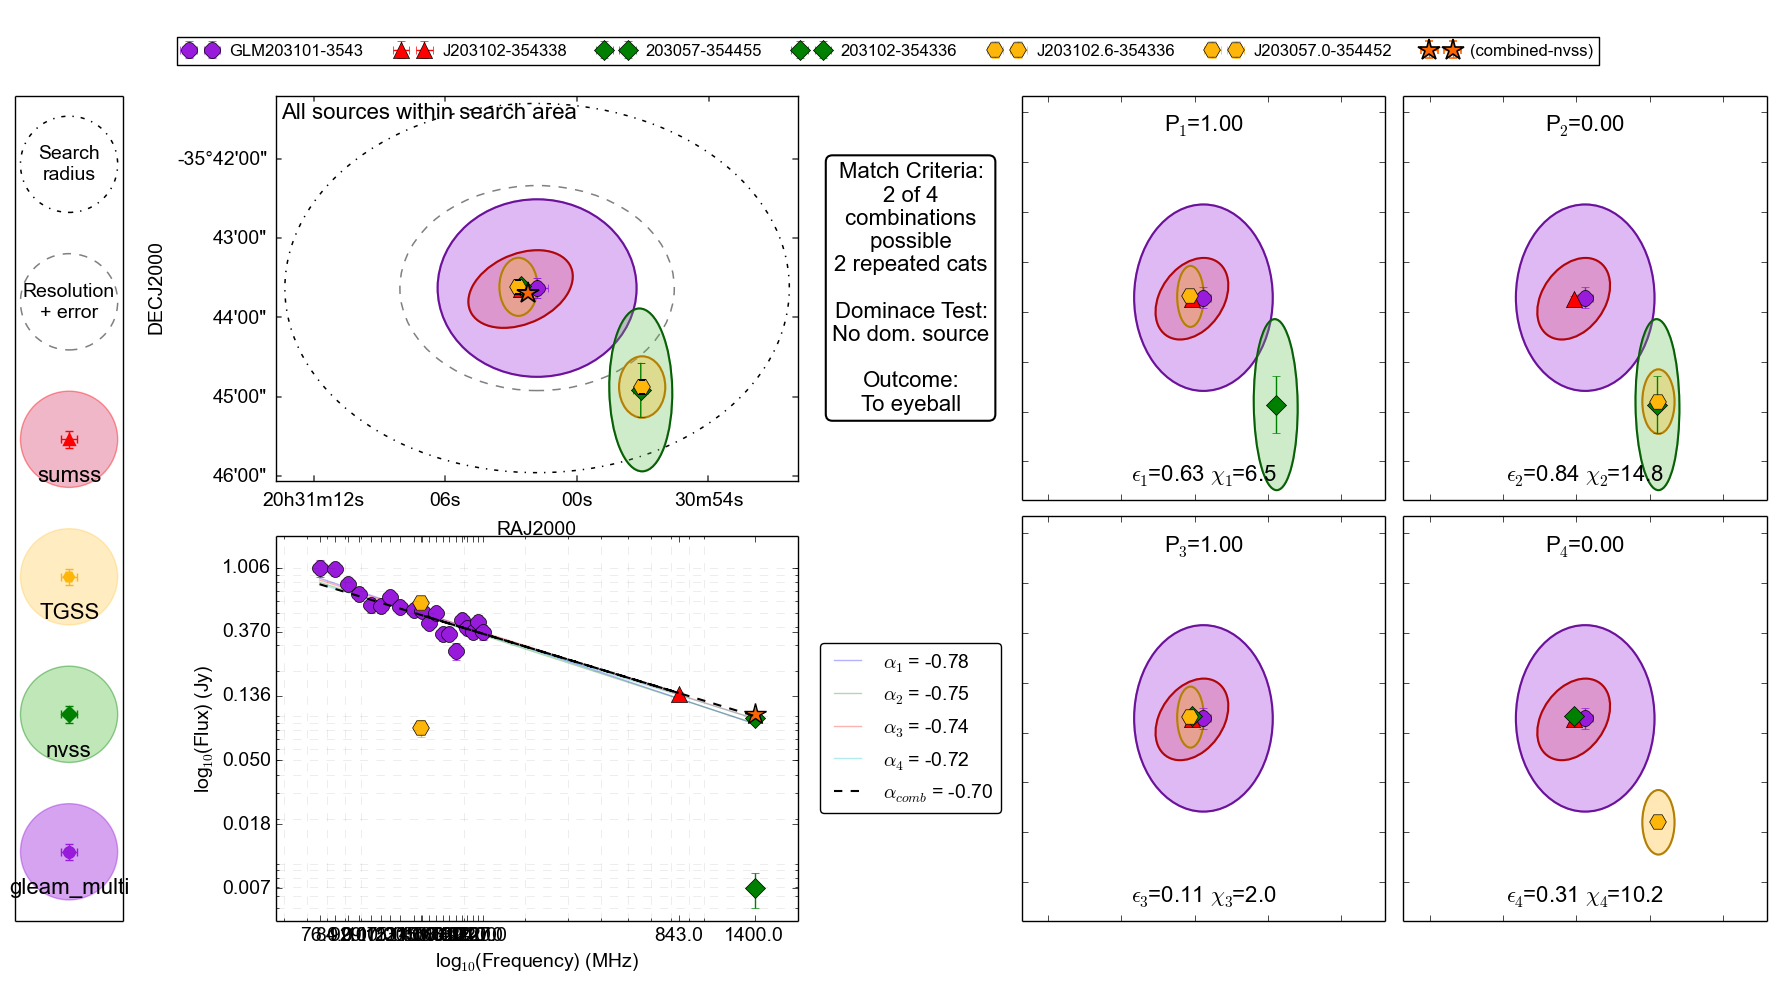 GLM203101-3543
J203102-354338
203057-354455
203102-354336
J203102.6-354336
J203057.0-354452
(combined-nvss)
Search
radius
Resolution
+ error
sumss
TGSS
nvss
gleam_multi
All sources within search area
DECJ2000
-35°42'00"
43'00"
44'00"
45'00"
46'00"
20h31m12s
06s
00s
30m54s
RAJ2000
Match Criteria:
2 of 4
combinations
possible
2 repeated cats
Dominace Test:
No dom. source
Outcome:
To eyeball
P1=1.00
ϵ1=0.63 χ1=6.5
P2=0.00
ϵ2=0.84 χ2=14.8
P3=1.00
ϵ3=0.11 χ3=2.0
P4=0.00
ϵ4=0.31 χ4=10.2
log10(Flux) (Jy)
1.006
0.370
0.136
0.050
0.018
0.007
843.0
1400.0
log10(Frequency) (MHz)
α1 = -0.78
α2 = -0.75
α3 = -0.74
α4 = -0.72
αcomb = -0.70